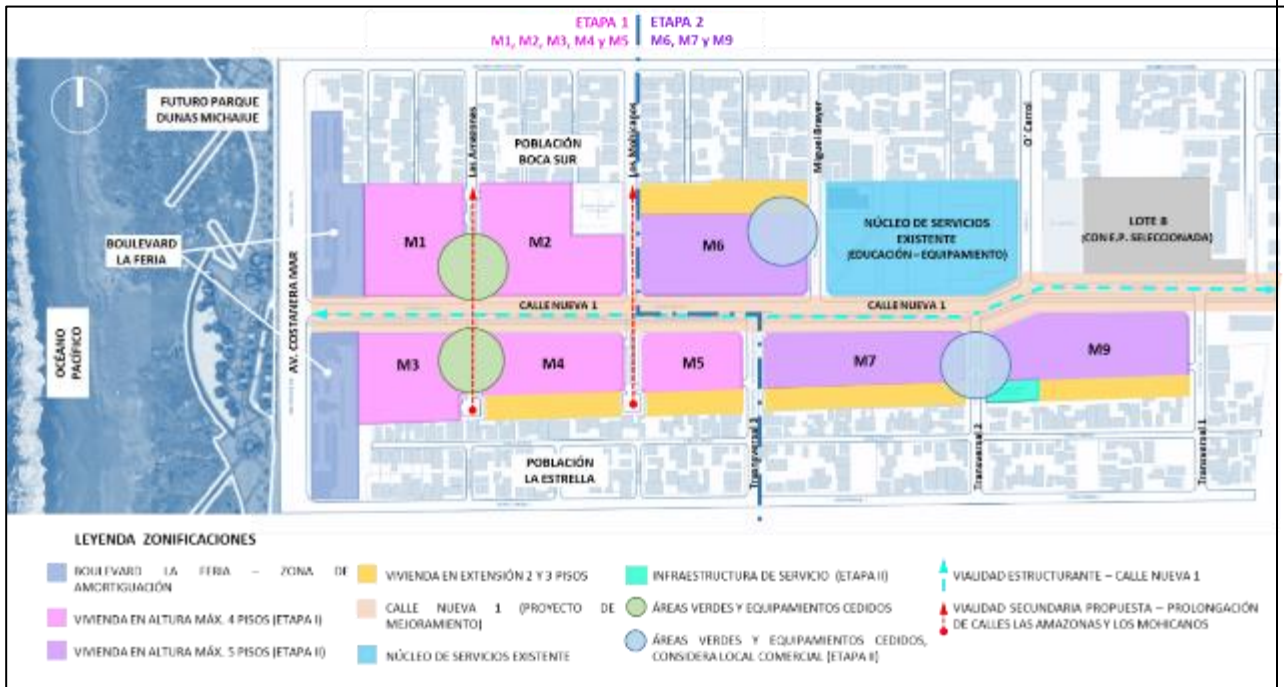 ETAPA 1
M1, M2, M3, M4 y M5
ETAPA 2
M6, M7 y M9
FUTURO PARQUE
DUNAS MICHAIUE
BOULEVARD
LA FERIA
OCÉANO
PACÍFICO
AV. COSTANERA MAR
POBLACIÓN
BOCA SUR
Las Amazonas
Los Mohicanos
Miguel Brayer
O' Carrol
M1
M2
M6
NÚCLEO DE SERVICIOS
EXISTENTE
(EDUCACIÓN – EQUIPAMIENTO)
LOTE B
(CON E.P. SELECCIONADA)
CALLE NUEVA 1
CALLE NUEVA 1
M3
M4
M5
M7
M9
POBLACIÓN
LA ESTRELLA
Transversal 3
Transversal 2
Transversal 1
LEYENDA ZONIFICACIONES
BOULEVARD LA FERIA – ZONA DE
AMORTIGUACIÓN
VIVIENDA EN ALTURA MÁX. 4 PISOS (ETAPA I)
VIVIENDA EN ALTURA MÁX. 5 PISOS (ETAPA II)
VIVIENDA EN EXTENSIÓN 2 Y 3 PISOS
CALLE NUEVA 1 (PROYECTO DE
MEJORAMIENTO)
NÚCLEO DE SERVICIOS EXISTENTE
INFRAESTRUCTURA DE SERVICIO (ETAPA II)
ÁREAS VERDES Y EQUIPAMIENTOS CEDIDOS
ÁREAS VERDES Y EQUIPAMIENTOS CEDIDOS,
CONSIDERA LOCAL COMERCIAL (ETAPA II)
VIALIDAD ESTRUCTURANTE – CALLE NUEVA 1
VIALIDAD SECUNDARIA PROPUESTA – PROLONGACIÓN
DE CALLES LAS AMAZONAS Y LOS MOHICANOS